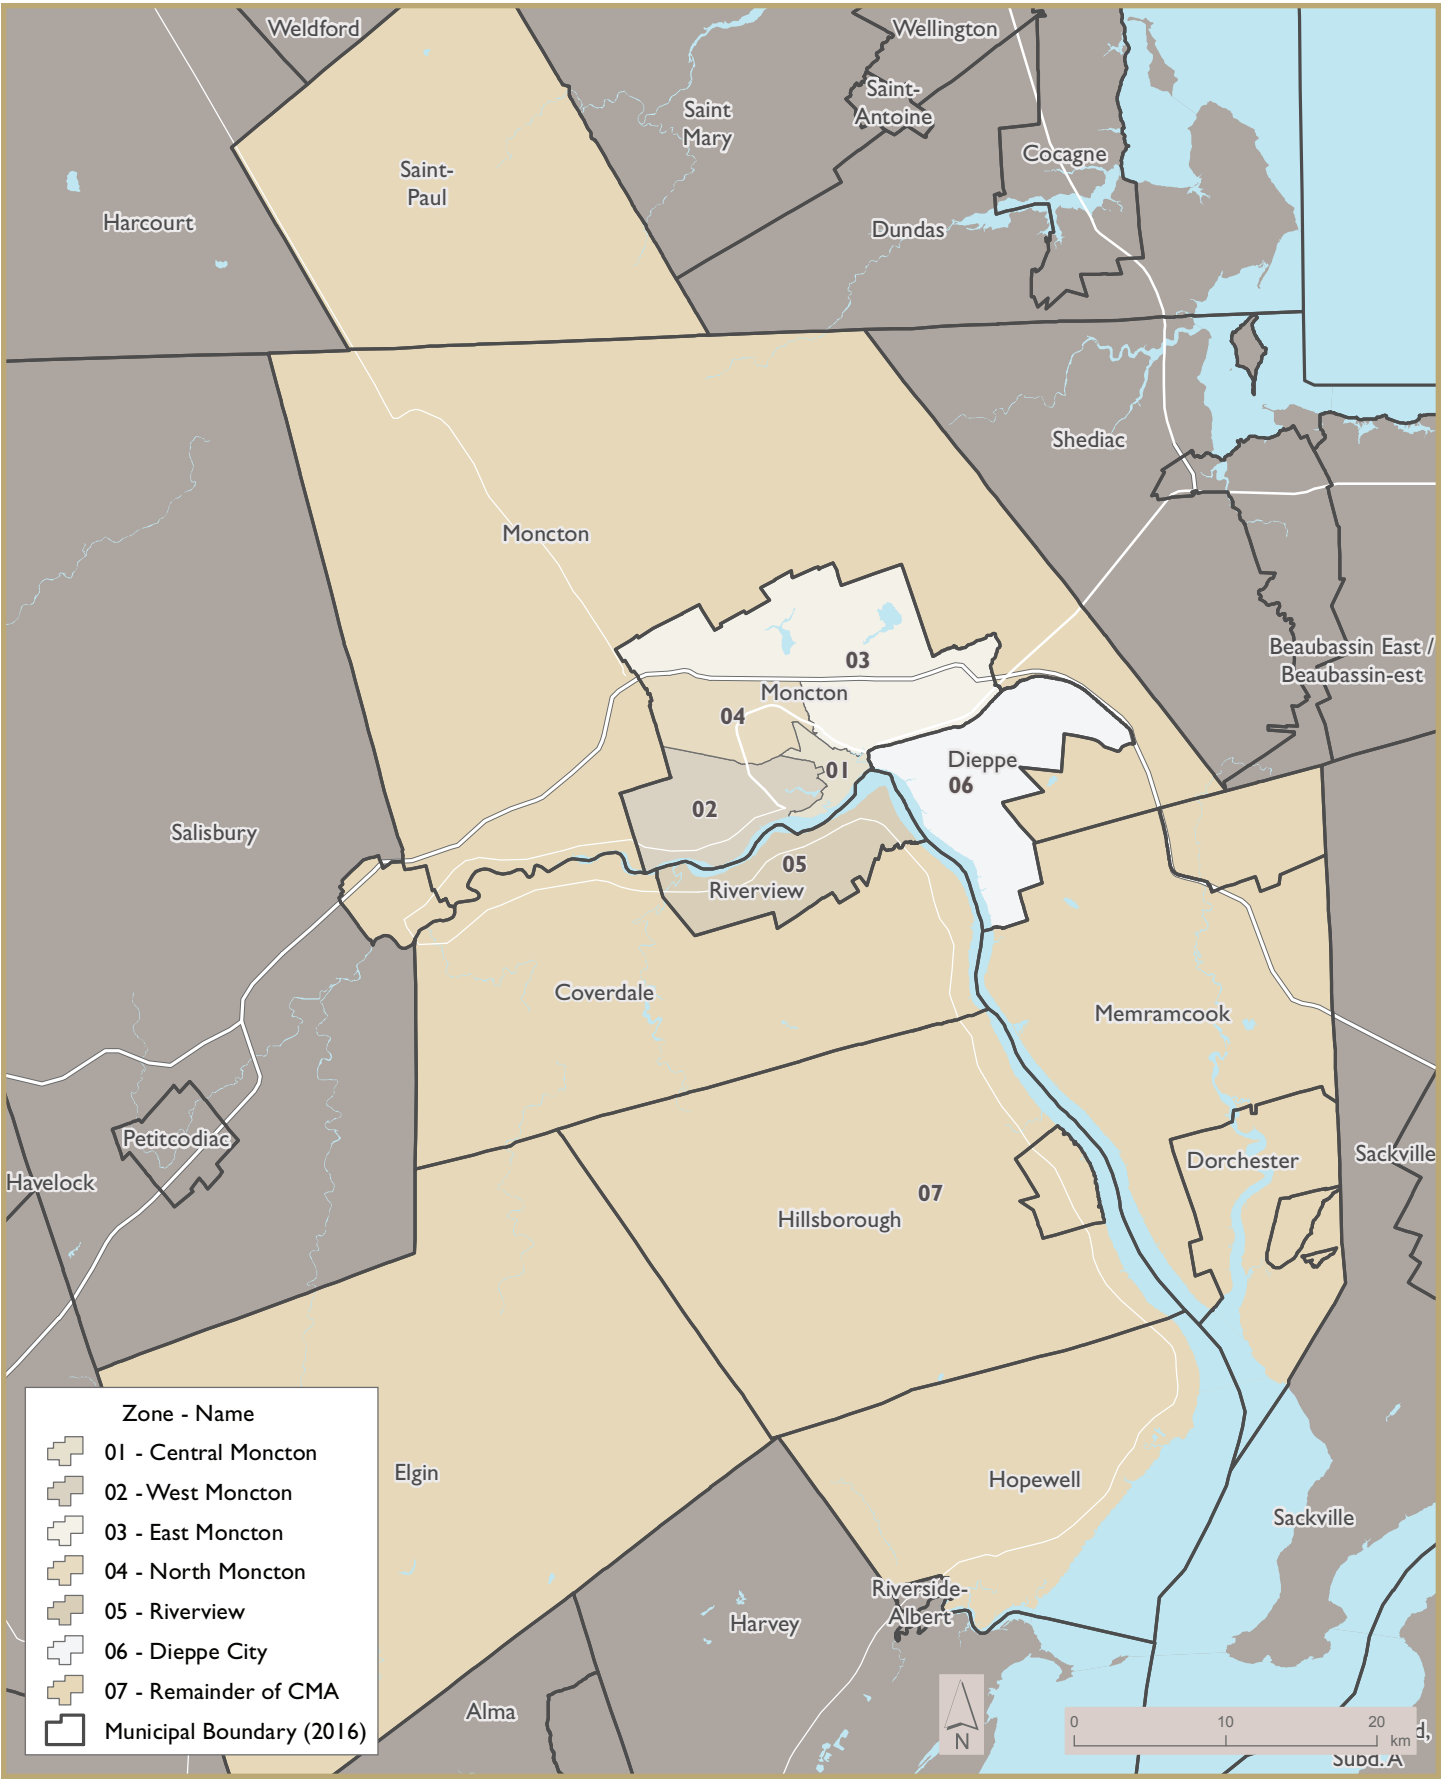 Weldford
Wellington
Saint-
Antoine
Saint
Mary
Cocagne
Saint-
Paul
Harcourt
Dundas
Shediac
Moncton
Beaubassin East /
Beaubassin-est
03
Moncton
04
Dieppe
06
01
02
Salisbury
05
Riverview
Coverdale
Memramcook
Petitcodiac
Havelock
Dorchester
Sackville
07
Hillsborough
Elgin
Hopewell
Sackville
Riverside-
Albert
Harvey
Alma
Zone - Name
01 - Central Moncton
02 - West Moncton
03 - East Moncton
04 - North Moncton
05 - Riverview
06 - Dieppe City
07 - Remainder of CMA
Municipal Boundary (2016)
N
0 10 20
km
d,
Subd. A